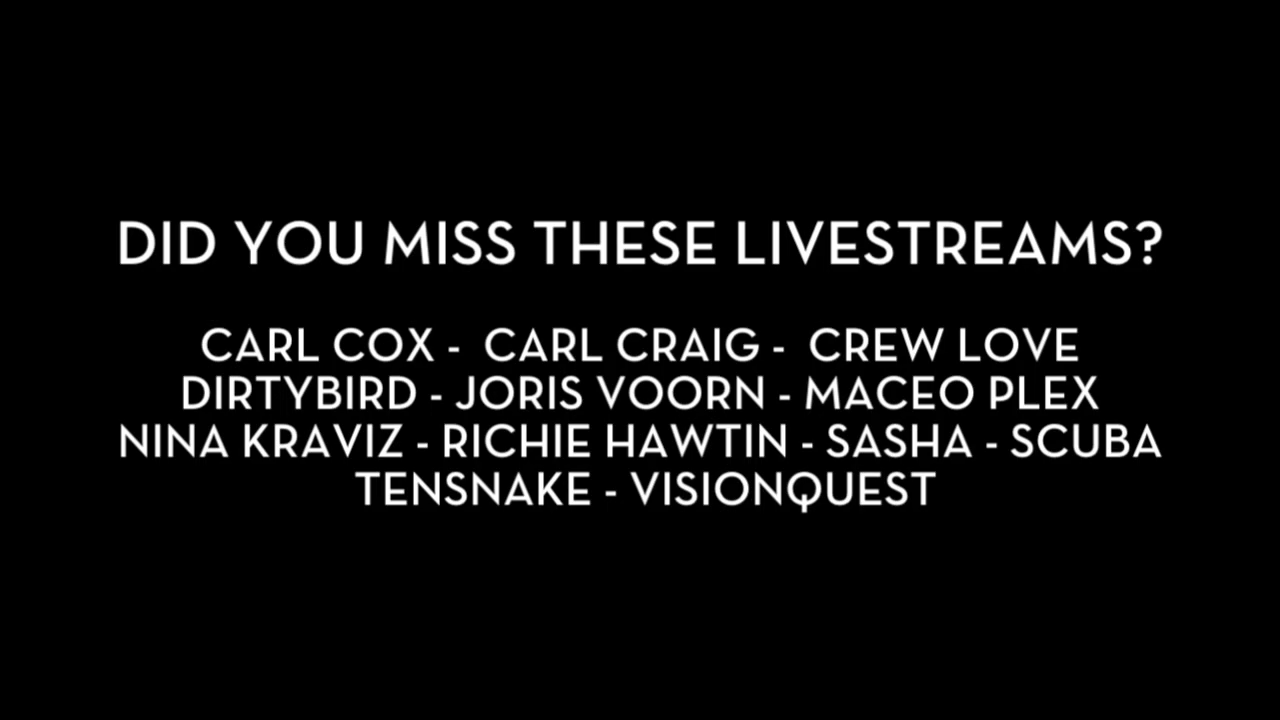 DID YOU MISS THESE LIVESTREAMS?
CARL COX - CARL CRAIG - CREW LOVE
DIRTYBIRD - JORIS VOORN - MACEO PLEX
NINA KRAVIZ - RICHIE HAWTIN - SASHA - SCUBA
TENSNAKE - VISIONQUEST